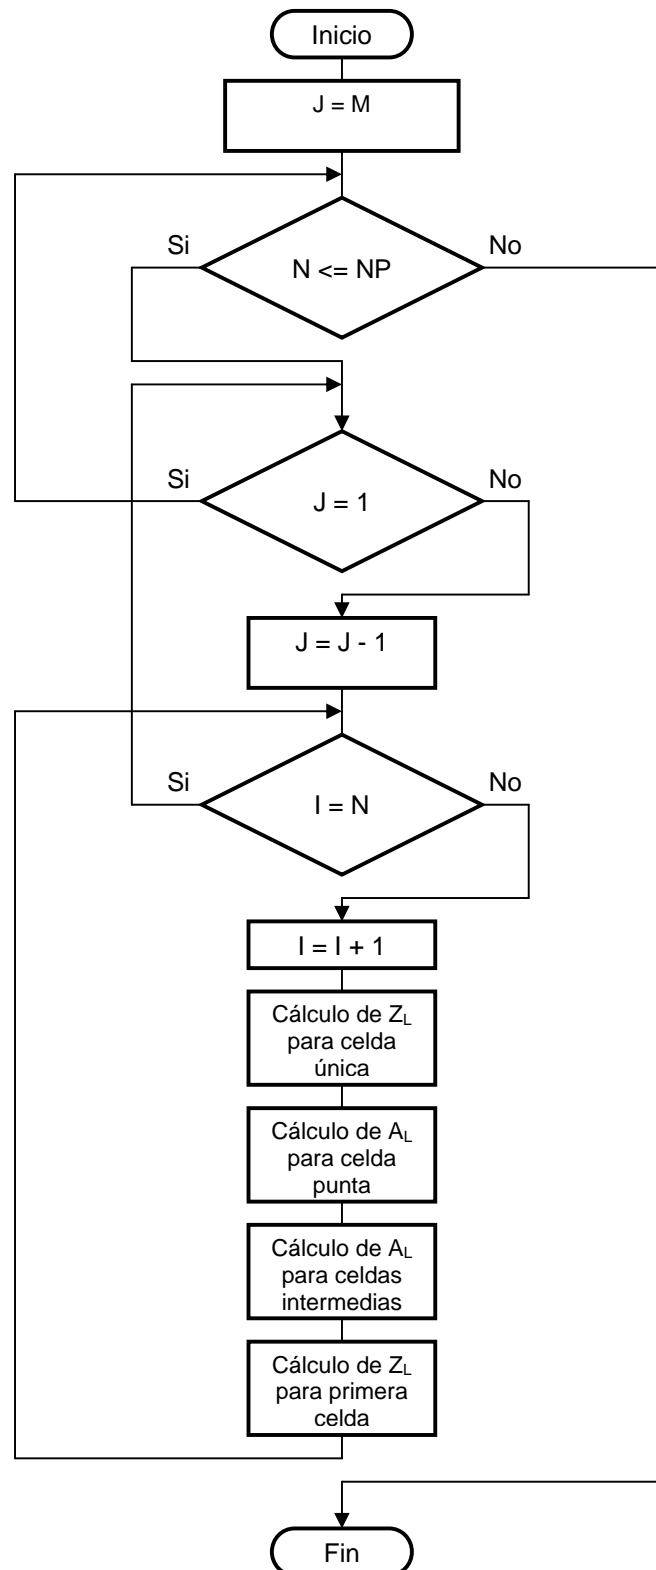 Inicio
J = M
Si
No
N <= NP
Si
No
J = 1
J = J - 1
Si
No
I = N
I = I + 1
Cálculo de ZL
para celda
única
Cálculo de AL
para celda
punta
Cálculo de AL
para celdas
intermedias
Cálculo de ZL
para primera
celda
Fin